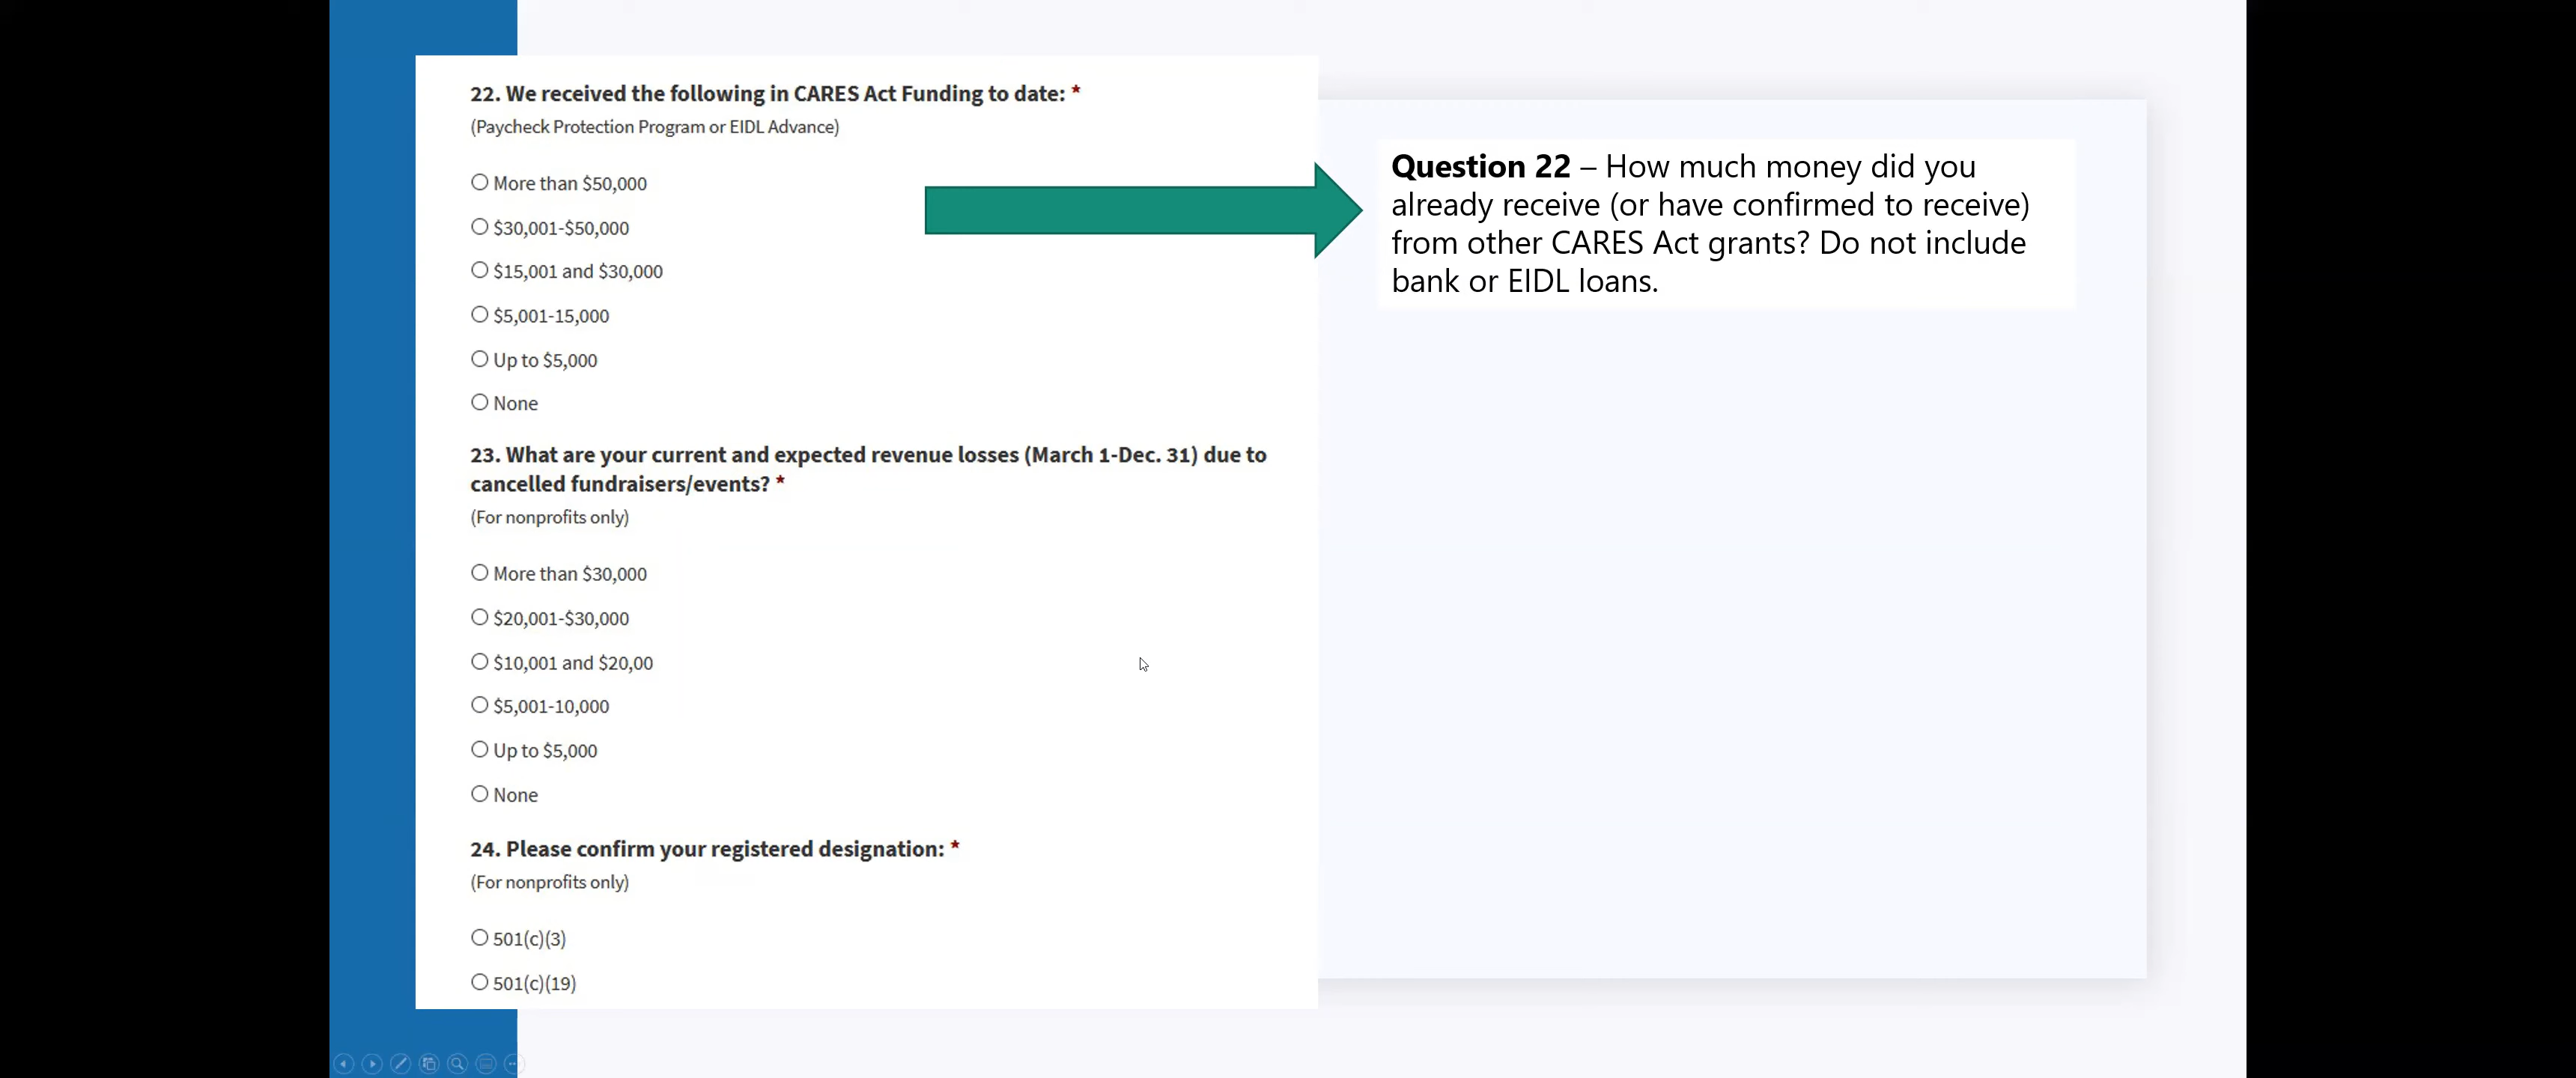 22. We received the following in CARES Act Funding to date: *
(Paycheck Protection Program or EIDL Advance)
More than $50,000
$30,001-$50,000
$15,001 and $30,000
$5,001-15,000
Up to $5,000
None
23. What are your current and expected revenue losses (March 1-Dec. 31) due to
cancelled fundraisers/events? *
(For nonprofits only)
More than $30,000
$20,001-$30,000
$10,001 and $20,00
$5,001-10,000
Up to $5,000
None
24. Please confirm your registered designation: *
(For nonprofits only)
501(c)(3)
501(c)(19)
Question 22 – How much money did you
already receive (or have confirmed to receive)
from other CARES Act grants? Do not include
bank or EIDL loans.